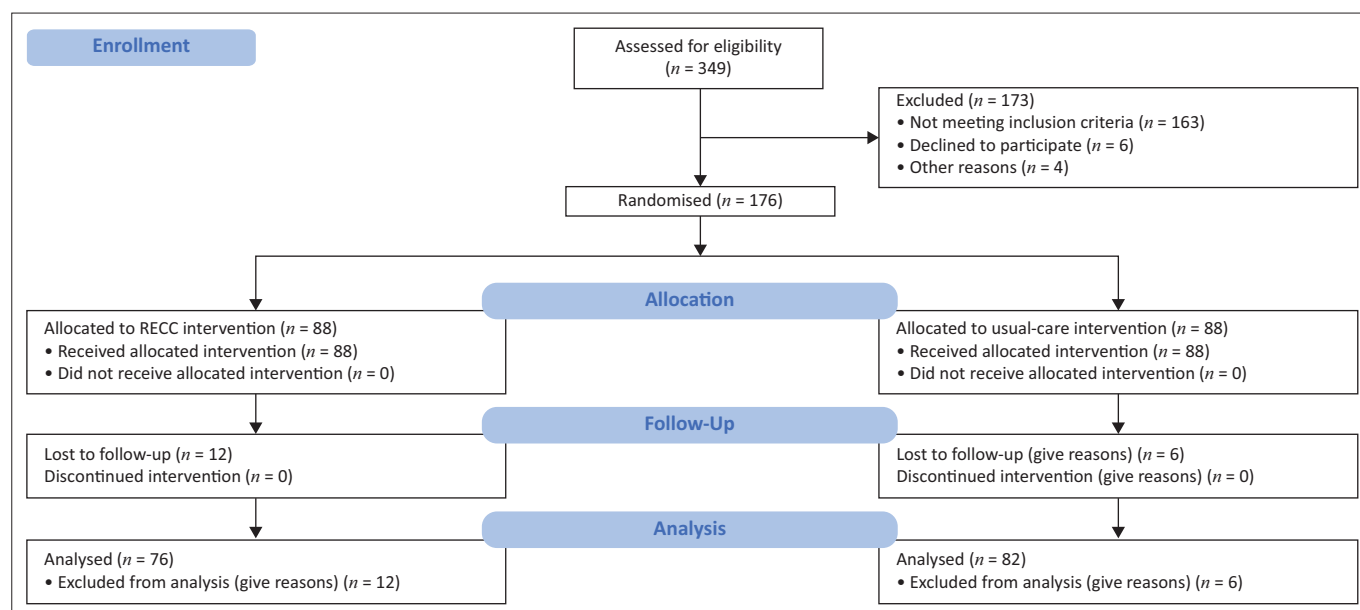 Enrollment
Assessed for eligibility
(n = 349)
Excluded (n = 173)
• Not meeting inclusion criteria (n = 163)
• Declined to participate (n = 6)
• Other reasons (n = 4)
Randomised (n = 176)
Allocation
Allocated to RECC intervention (n = 88)
• Received allocated intervention (n = 88)
• Did not receive allocated intervention (n = 0)
Allocated to usual-care intervention (n = 88)
• Received allocated intervention (n = 88)
• Did not receive allocated intervention (n = 0)
Follow-Up
Lost to follow-up (n = 12)
Discontinued intervention (n = 0)
Lost to follow-up (give reasons) (n = 6)
Discontinued intervention (give reasons) (n = 0)
Analysis
Analysed (n = 76)
• Excluded from analysis (give reasons) (n = 12)
Analysed (n = 82)
• Excluded from analysis (give reasons) (n = 6)